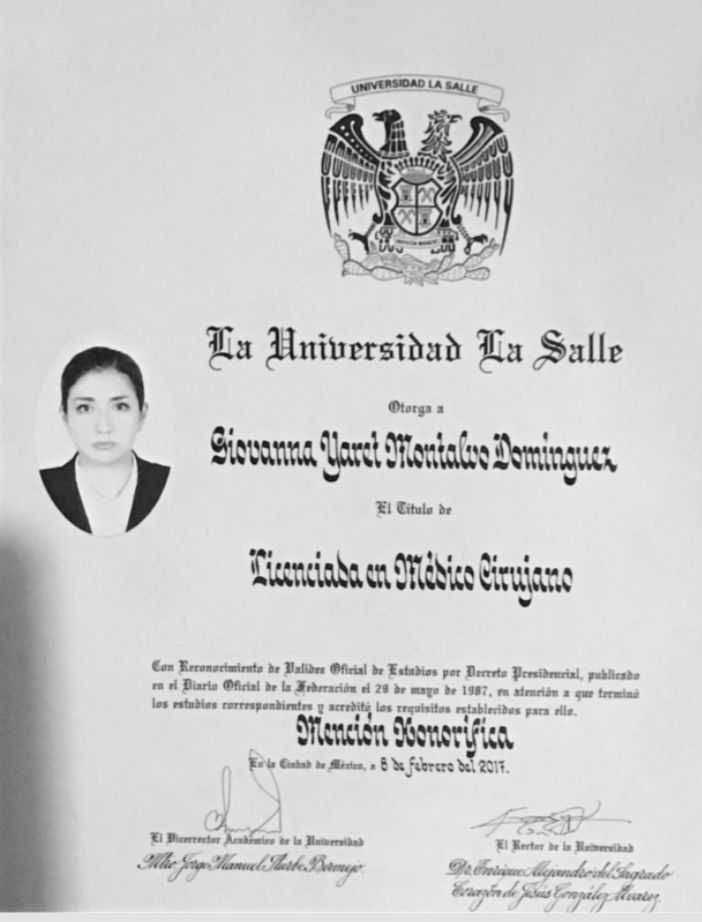 UNIVERSIDAD LA SALLE
La Universidad La Salle
Otorga a
Giovanna Yaret Montalvo Dominguez
El Título de
Licenciada en Médico Cirujano
Con Reconocimiento de Validez Oficial de Estudios por Decreto Presidencial, publicado
en el Diario Oficial de la Federación el 29 de mayo de 1987, en atención a que terminó
los estudios correspondientes y acreditó los requisitos establecidos para ello.
Mención Honorifica
En la Ciudad de México, a 8 de febrero del 2017.
El Vicerrector Académico de la Universidad
Mtro. Jorge Manuel Iturbe Bermejo.
El Rector de la Universidad
Dr. Enrique Alejandro del Sagrado
Corazón de Jesús González Álvarez.